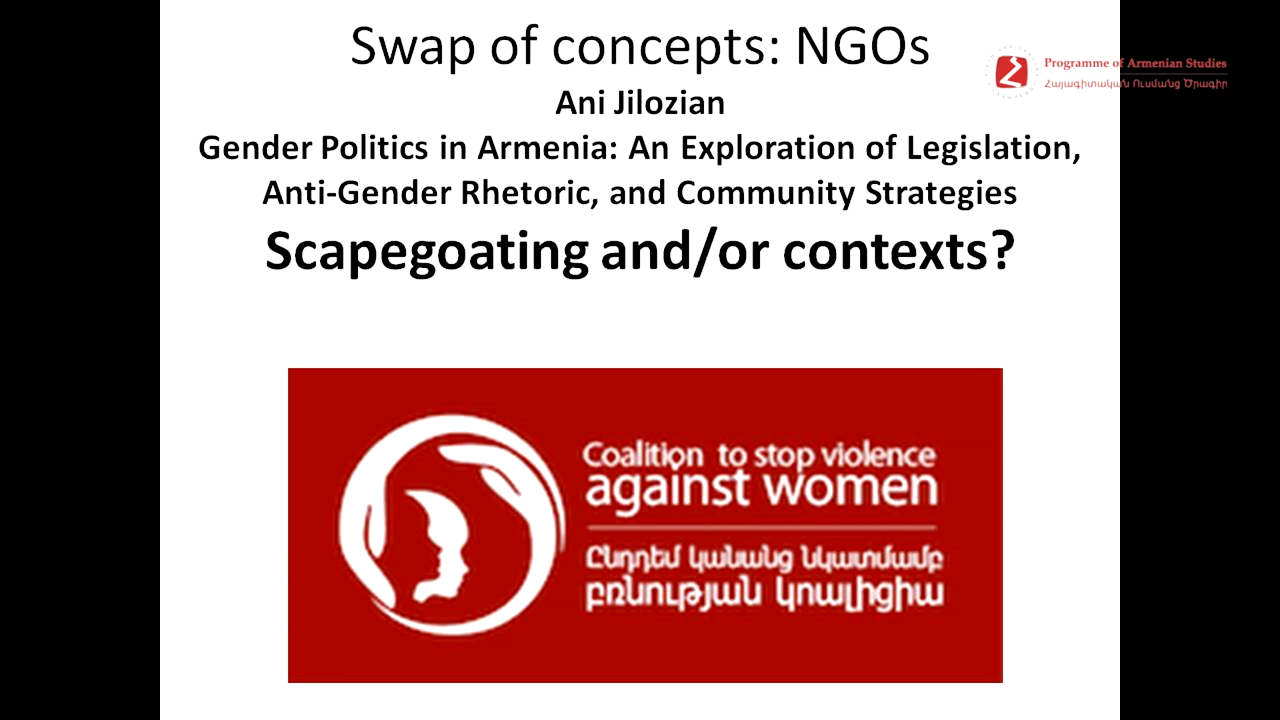 Swap of concepts: NGOs
Programme of Armenian Studies
Հայագիտական Ուսմանց Ծրագիր
Ani Jilozian
Gender Politics in Armenia: An Exploration of Legislation,
Anti-Gender Rhetoric, and Community Strategies
Scapegoating and/or contexts?
Coalition to stop violence
against women
Ընդդեմ կանանց նկատմամբ
բռնության կոալիցիա